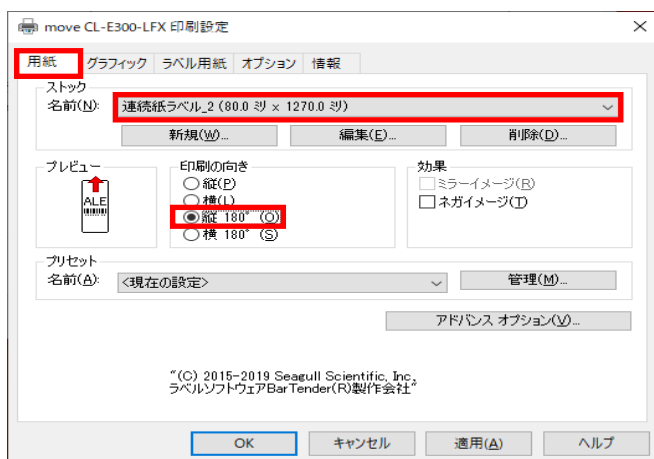 move CL-E300-LFX 印刷設定
用紙 グラフィック ラベル用紙 オプション 情報
ストック
名前(N): 連続紙ラベル_2 (80.0 ミリ x 1270.0 ミリ)
新規(W)... 編集(E)... 削除(D)...
プレビュー 印刷の向き 効果
ALE
縦(P)
横(L)
縦 180° (O)
横 180° (S)
ミラーイメージ(R)
ネガイメージ(T)
プリセット
名前(A): <現在の設定> 管理(M)...
アドバンス オプション(V)...
"(C) 2015-2019 Seagull Scientific, Inc.
ラベルソフトウェアBarTender(R)製作会社"
OK キャンセル 適用(A) ヘルプ